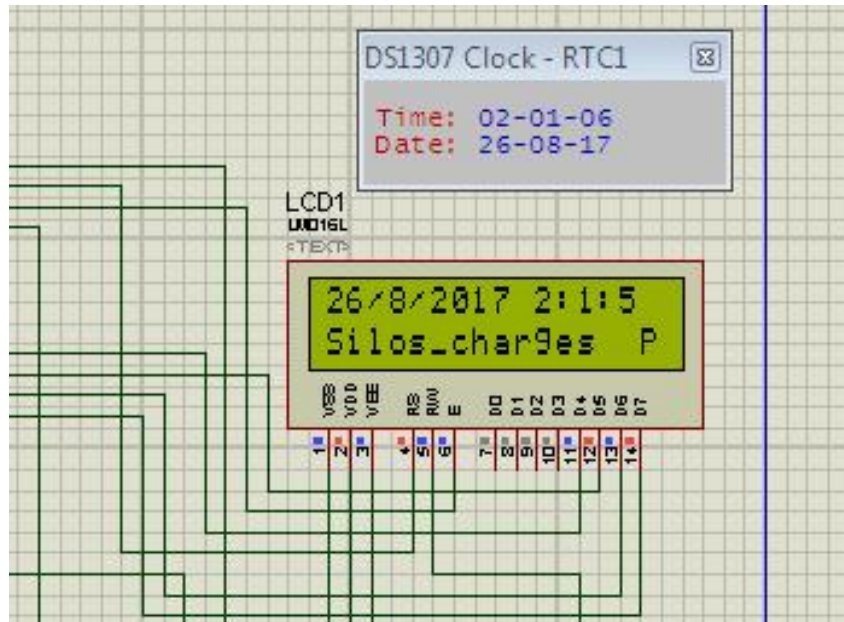 DS1307 Clock - RTC1
Time: 02-01-06
Date: 26-08-17
LCD1
LM016L
<TEXT>
26/8/2017 2:1:5
Silos_charges P
VSS VDD VEE RS RW E D0 D1 D2 D3 D4 D5 D6 D7
1 2 3 4 5 6 7 8 9 10 11 12 13 14